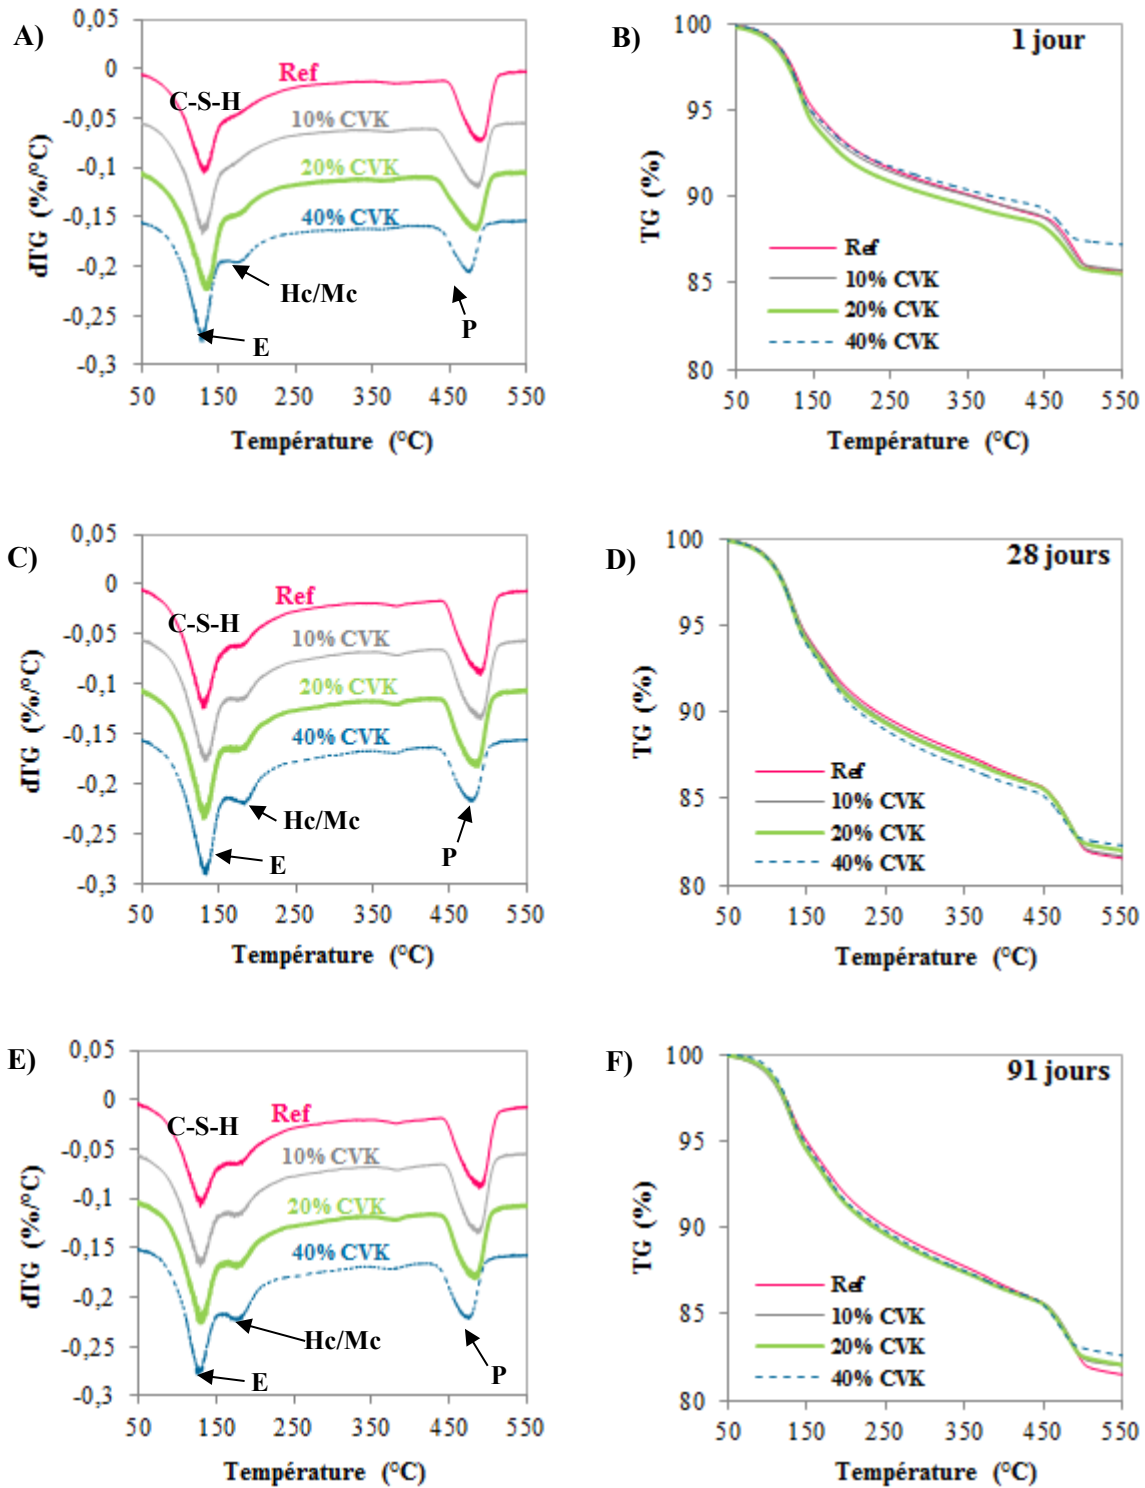 A)
0,05
0
-0,05
-0,1
-0,15
-0,2
-0,25
-0,3
dTG (%/°C)
Ref
C-S-H
10% CVK
20% CVK
40% CVK
Hc/Mc
P
E
50 150 250 350 450 550
Température (°C)
B)
1 jour
100
95
90
85
80
TG (%)
Ref
10% CVK
20% CVK
40% CVK
50 150 250 350 450 550
Température (°C)
C)
0,05
0
-0,05
-0,1
-0,15
-0,2
-0,25
-0,3
dTG (%/°C)
Ref
C-S-H
10% CVK
20% CVK
40% CVK
Hc/Mc
P
E
50 150 250 350 450 550
Température (°C)
D)
28 jours
100
95
90
85
80
TG (%)
Ref
10% CVK
20% CVK
40% CVK
50 150 250 350 450 550
Température (°C)
E)
0,05
0
-0,05
-0,1
-0,15
-0,2
-0,25
-0,3
dTG (%/°C)
Ref
C-S-H
10% CVK
20% CVK
40% CVK
Hc/Mc
P
E
50 150 250 350 450 550
Température (°C)
F)
91 jours
100
95
90
85
80
TG (%)
Ref
10% CVK
20% CVK
40% CVK
50 150 250 350 450 550
Température (°C)